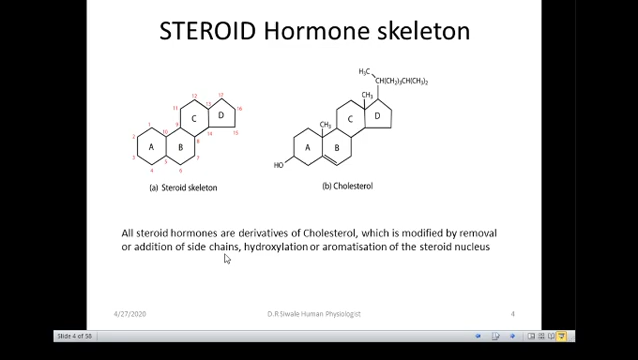 STEROID Hormone skeleton
H₃C
CH(CH₂)₃CH(CH₃)₂
12 17
CH₃
11 13 16
C D
C D
1 9 14 15
CH₃
2 10 8
A B
A B
3 5 7
HO
4 6
(a) Steroid skeleton
(b) Cholesterol
All steroid hormones are derivatives of Cholesterol, which is modified by removal
or addition of side chains, hydroxylation or aromatisation of the steroid nucleus
4/27/2020 D.R Siwale Human Physiologist 4
Slide 4 of 58